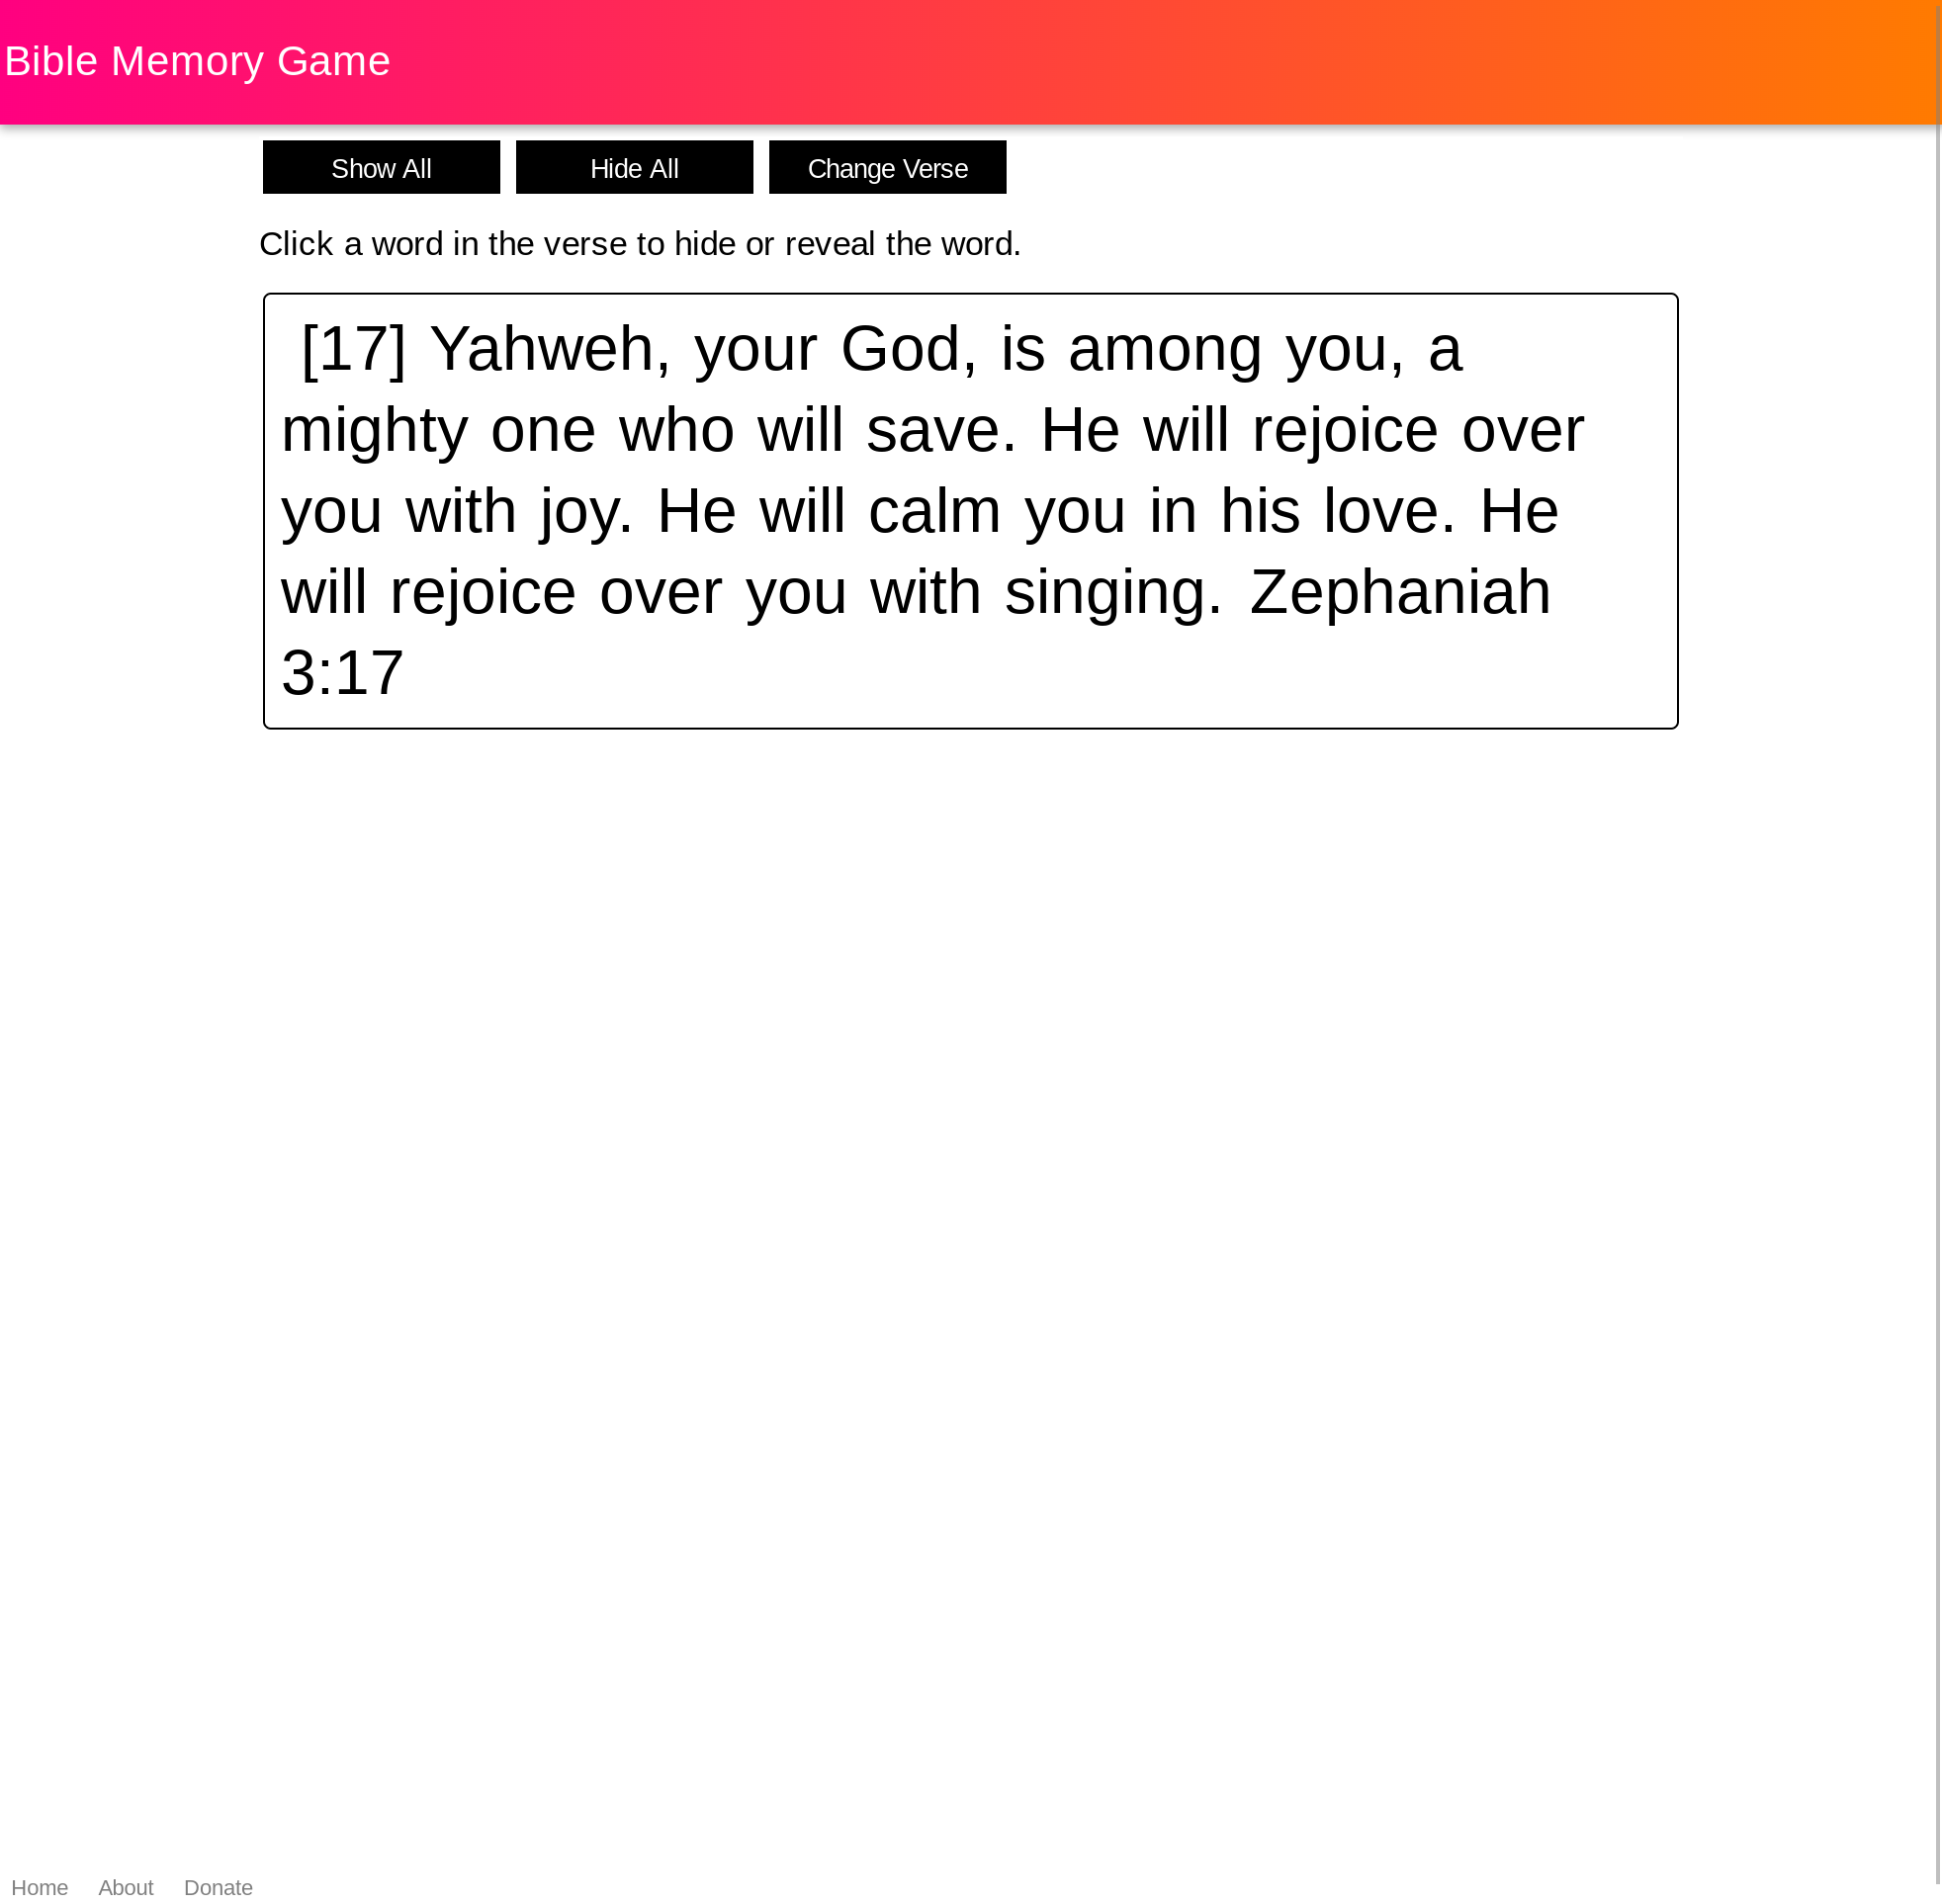 Bible Memory Game
Show All Hide All Change Verse
Click a word in the verse to hide or reveal the word.
[17] Yahweh, your God, is among you, a
mighty one who will save. He will rejoice over
you with joy. He will calm you in his love. He
will rejoice over you with singing. Zephaniah
3:17
Home About Donate